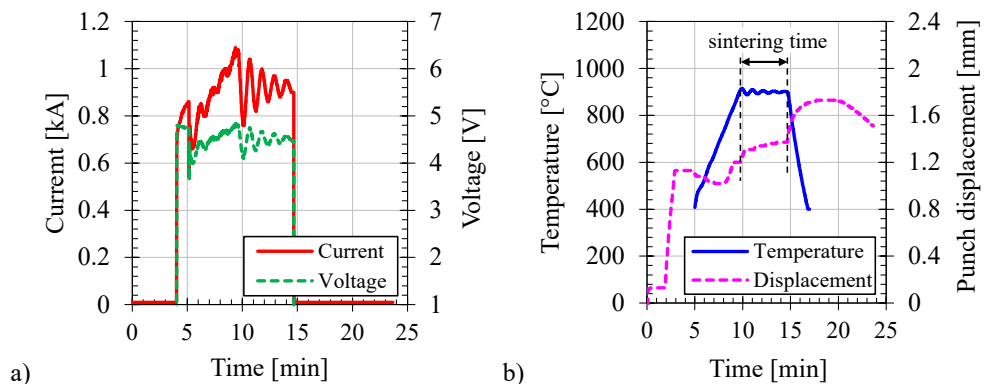 1.2
1
0.8
0.6
0.4
0.2
0
Curremt [kA]
7
6
5
4
3
2
1
Voltage [V]
Current
Voltage
0 5 10 15 20 25
Time [min]
a)
1200
1000
800
600
400
200
0
Temperature [°C]
2.4
2
1.6
1.2
0.8
0.4
0
Punch displacement [mm]
sintering time
Temperature
Displacement
0 5 10 15 20 25
Time [min]
b)